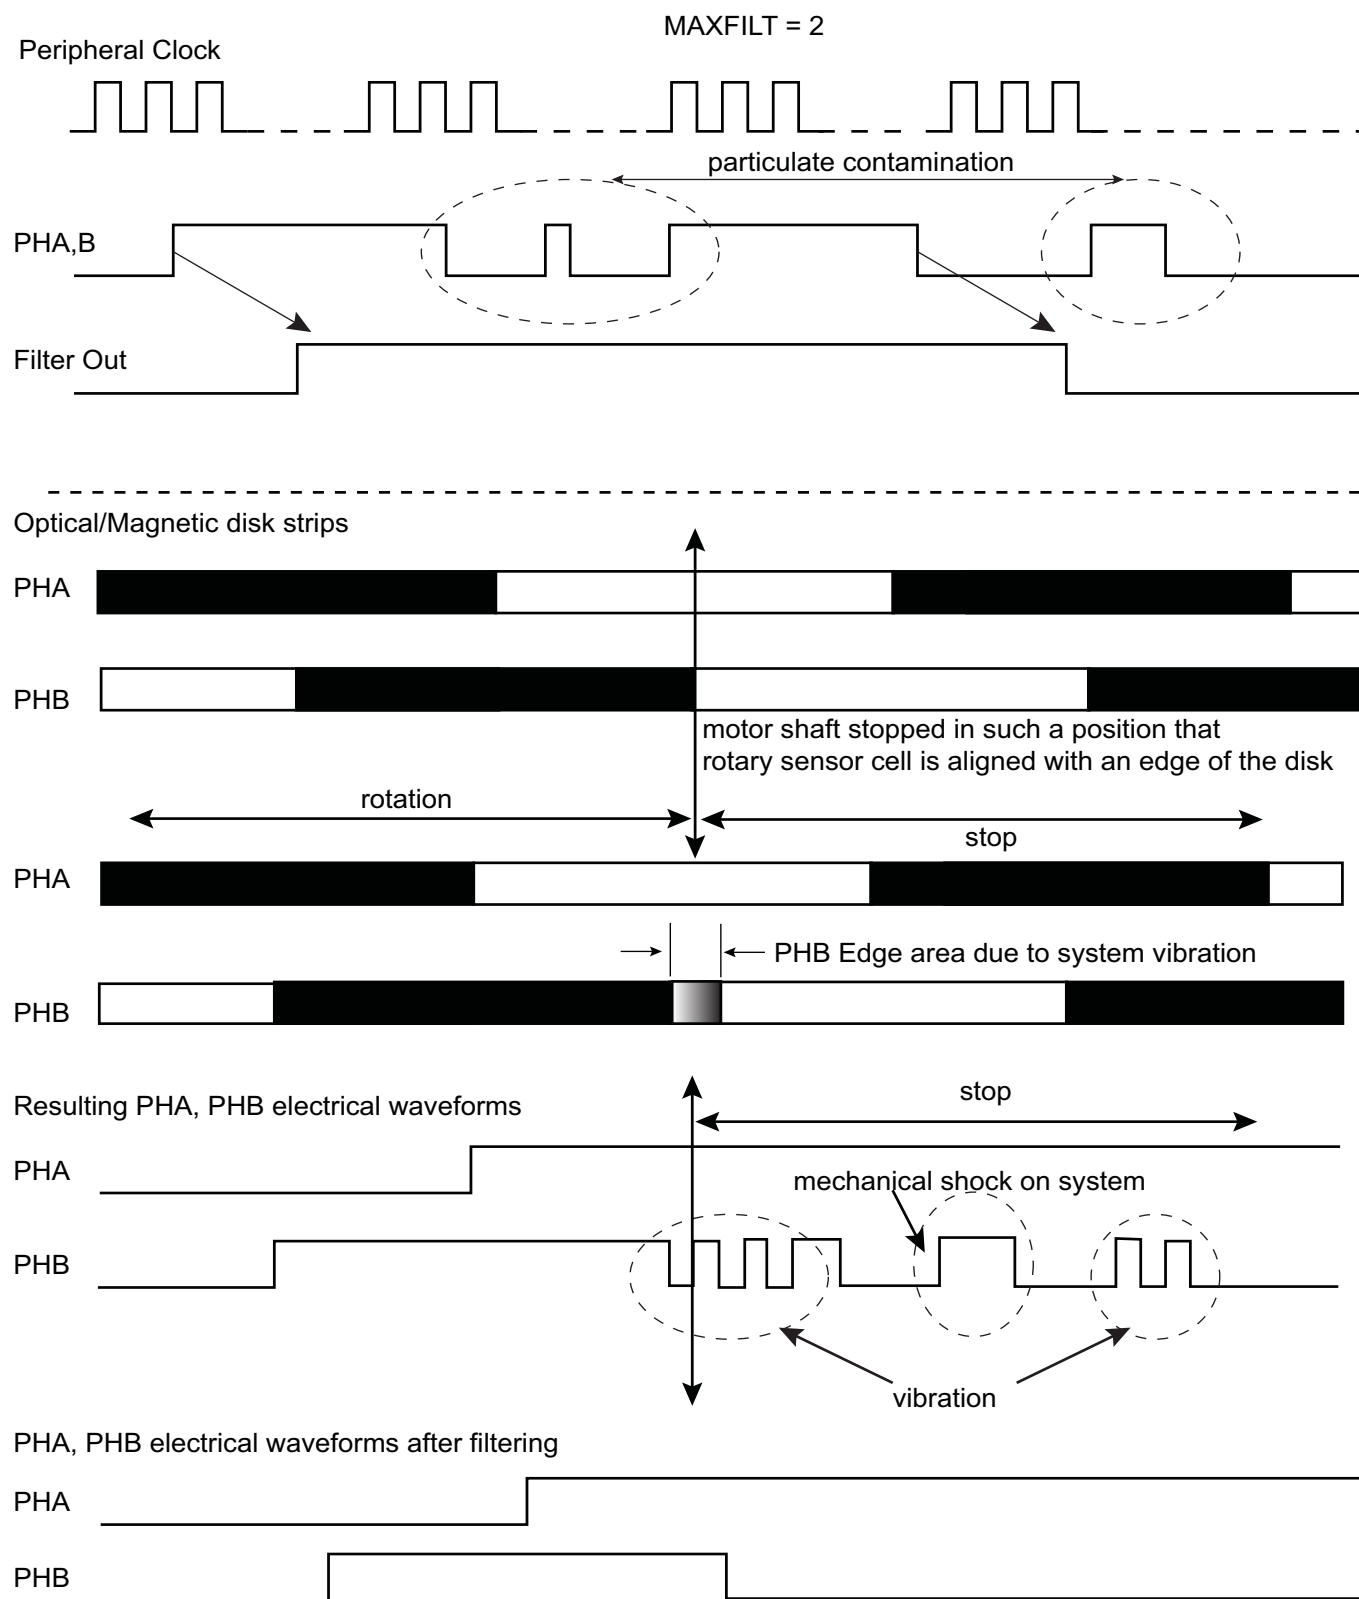 MAXFILT = 2
Peripheral Clock
particulate contamination
PHA,B
Filter Out
Optical/Magnetic disk strips
PHA
PHB
motor shaft stopped in such a position that
rotary sensor cell is aligned with an edge of the disk
rotation
stop
PHA
PHB Edge area due to system vibration
PHB
Resulting PHA, PHB electrical waveforms
stop
PHA
mechanical shock on system
PHB
vibration
PHA, PHB electrical waveforms after filtering
PHA
PHB